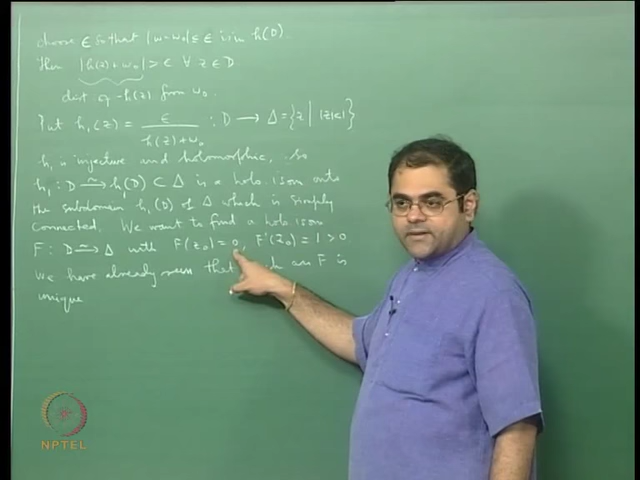 choose ϵ so that |w-w₀| ≤ ϵ is in h(D).
Then |h(z)+w₀| > ϵ ∀ z ∈ D
dist of -h(z) from w₀.
Put h₁(z) = ϵ / (h(z)+w₀) : D → Δ = {z | |z|<1}
h₁ is injective and holomorphic, so
h₁: D ⥲ h₁(D) ⊂ Δ is a holo. isom onto
the subdomain h₁(D) of Δ which is simply
connected. We want to find a holo isom
F: D ⥲ Δ with F(z₀)=0, F'(z₀) = 1 > 0
We have already seen that an F is
unique
NPTEL